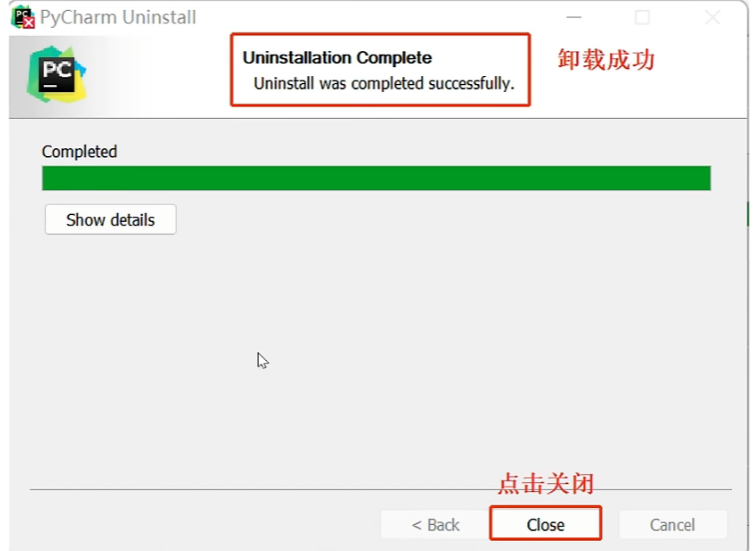 PyCharm Uninstall
PC
Uninstallation Complete
Uninstall was completed successfully.
卸载成功
PC
Completed
Show details
点击关闭
< Back
Close
Cancel